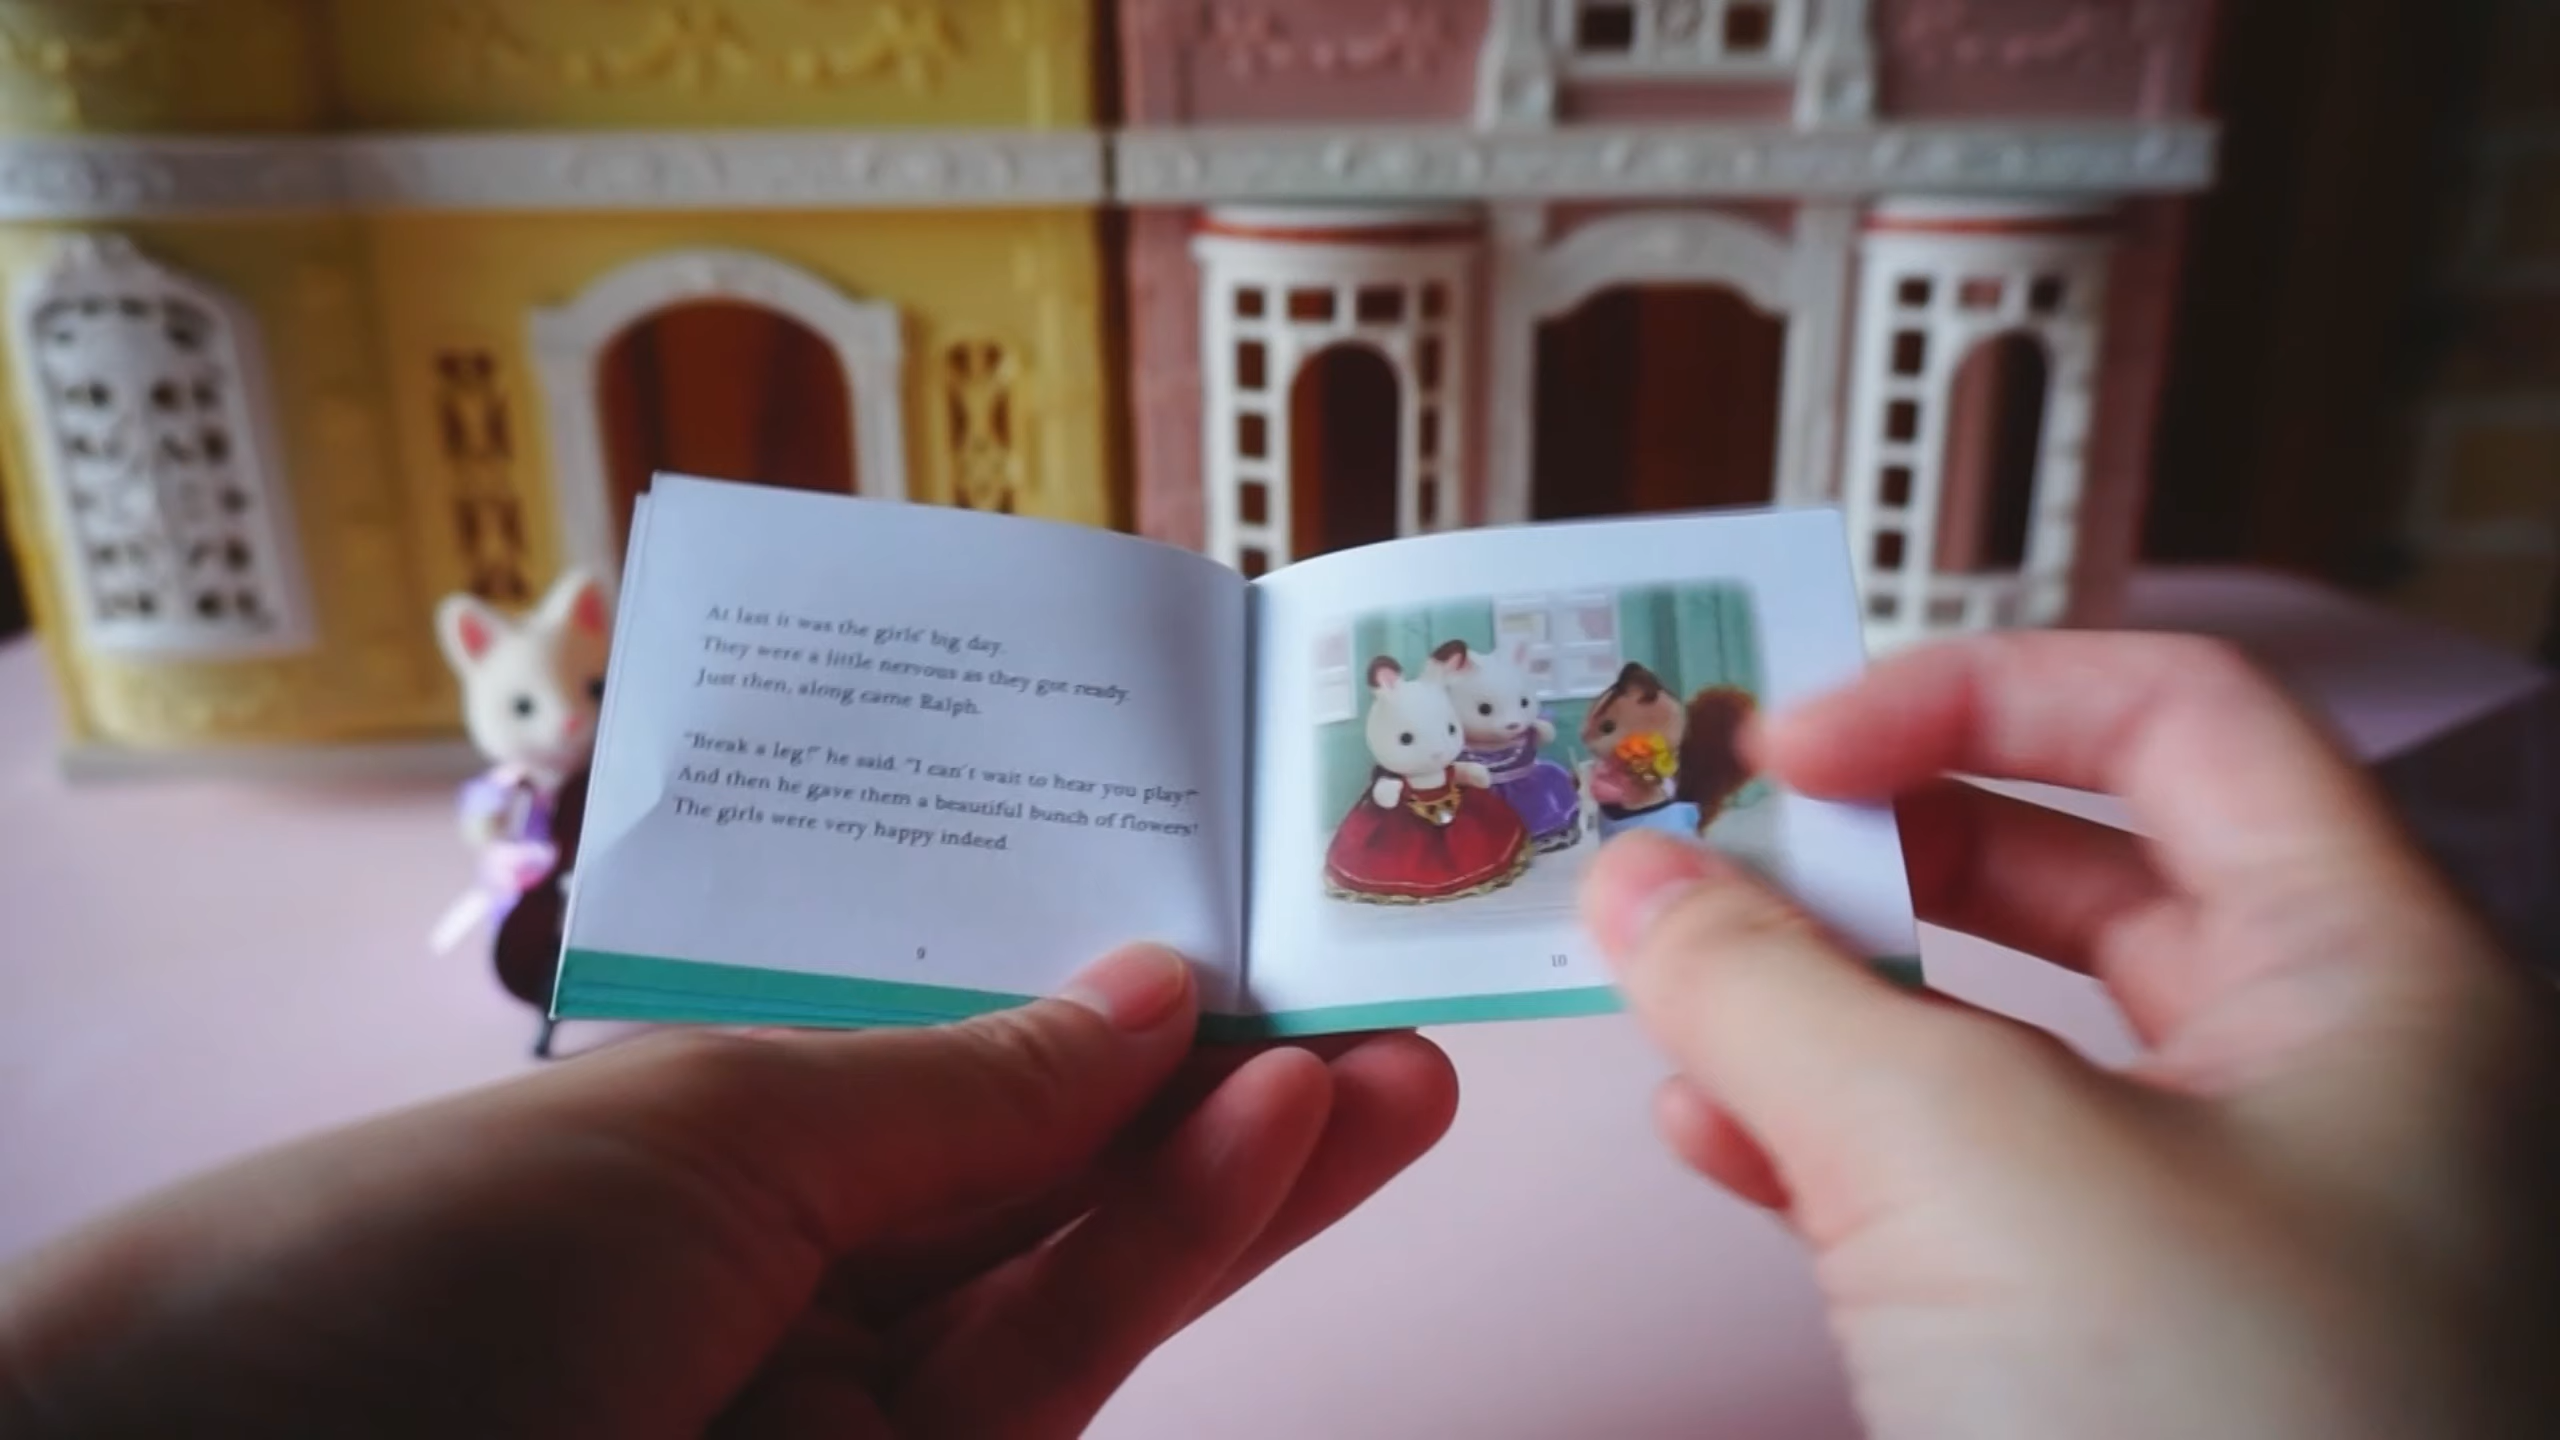 At last it was the girls' big day.
They were a little nervous as they got ready.
Just then, along came Ralph.
"Break a leg!" he said. "I can't wait to hear you play!"
And then he gave them a beautiful bunch of flowers!
The girls were very happy indeed.
9
10